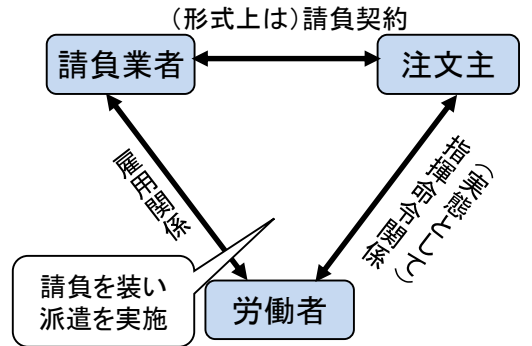 （形式上は）請負契約
請負業者
注文主
雇用関係
（実態として）
指揮命令関係
請負を装い
派遣を実施
労働者